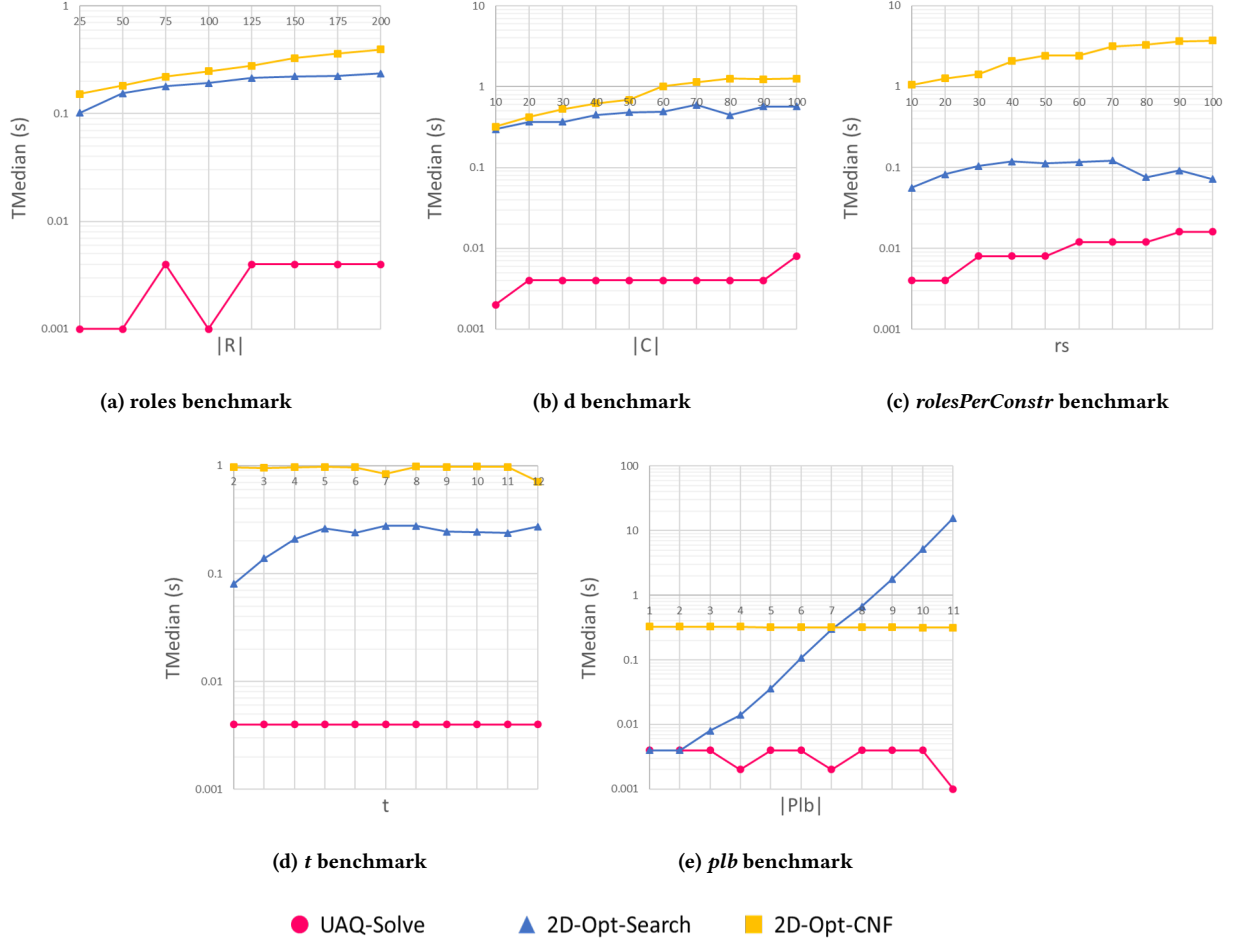 1
25 50 75 100 125 150 175 200
0.1
0.01
0.001
TMedian (s)
|R|
(a) roles benchmark
10
1
10 20 30 40 50 60 70 80 90 100
0.1
0.01
0.001
TMedian (s)
|C|
(b) d benchmark
10
1
10 20 30 40 50 60 70 80 90 100
0.1
0.01
0.001
TMedian (s)
rs
(c) rolesPerConstr benchmark
1
2 3 4 5 6 7 8 9 10 11 12
0.1
0.01
0.001
TMedian (s)
t
(d) t benchmark
100
10
1
1 2 3 4 5 6 7 8 9 10 11
0.1
0.01
0.001
TMedian (s)
|Plb|
(e) plb benchmark
UAQ-Solve 2D-Opt-Search 2D-Opt-CNF